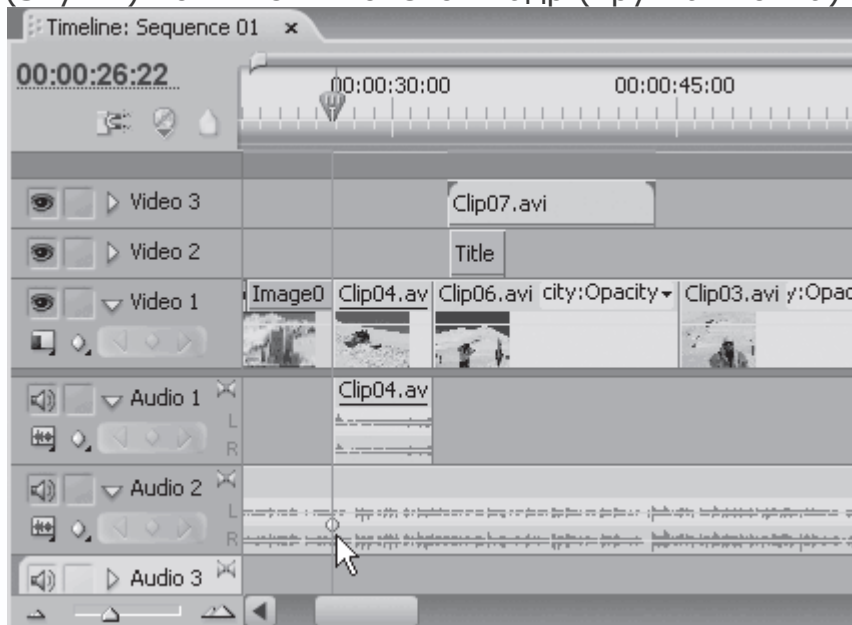 Timeline: Sequence 01 x
00:00:26:22
00:00:30:00 00:00:45:00
Video 3
Clip07.avi
Video 2
Title
Video 1
Image0 Clip04.av Clip06.avi city:Opacity Clip03.avi y:Opac
Audio 1
Clip04.av
L
R
Audio 2
L
R
Audio 3